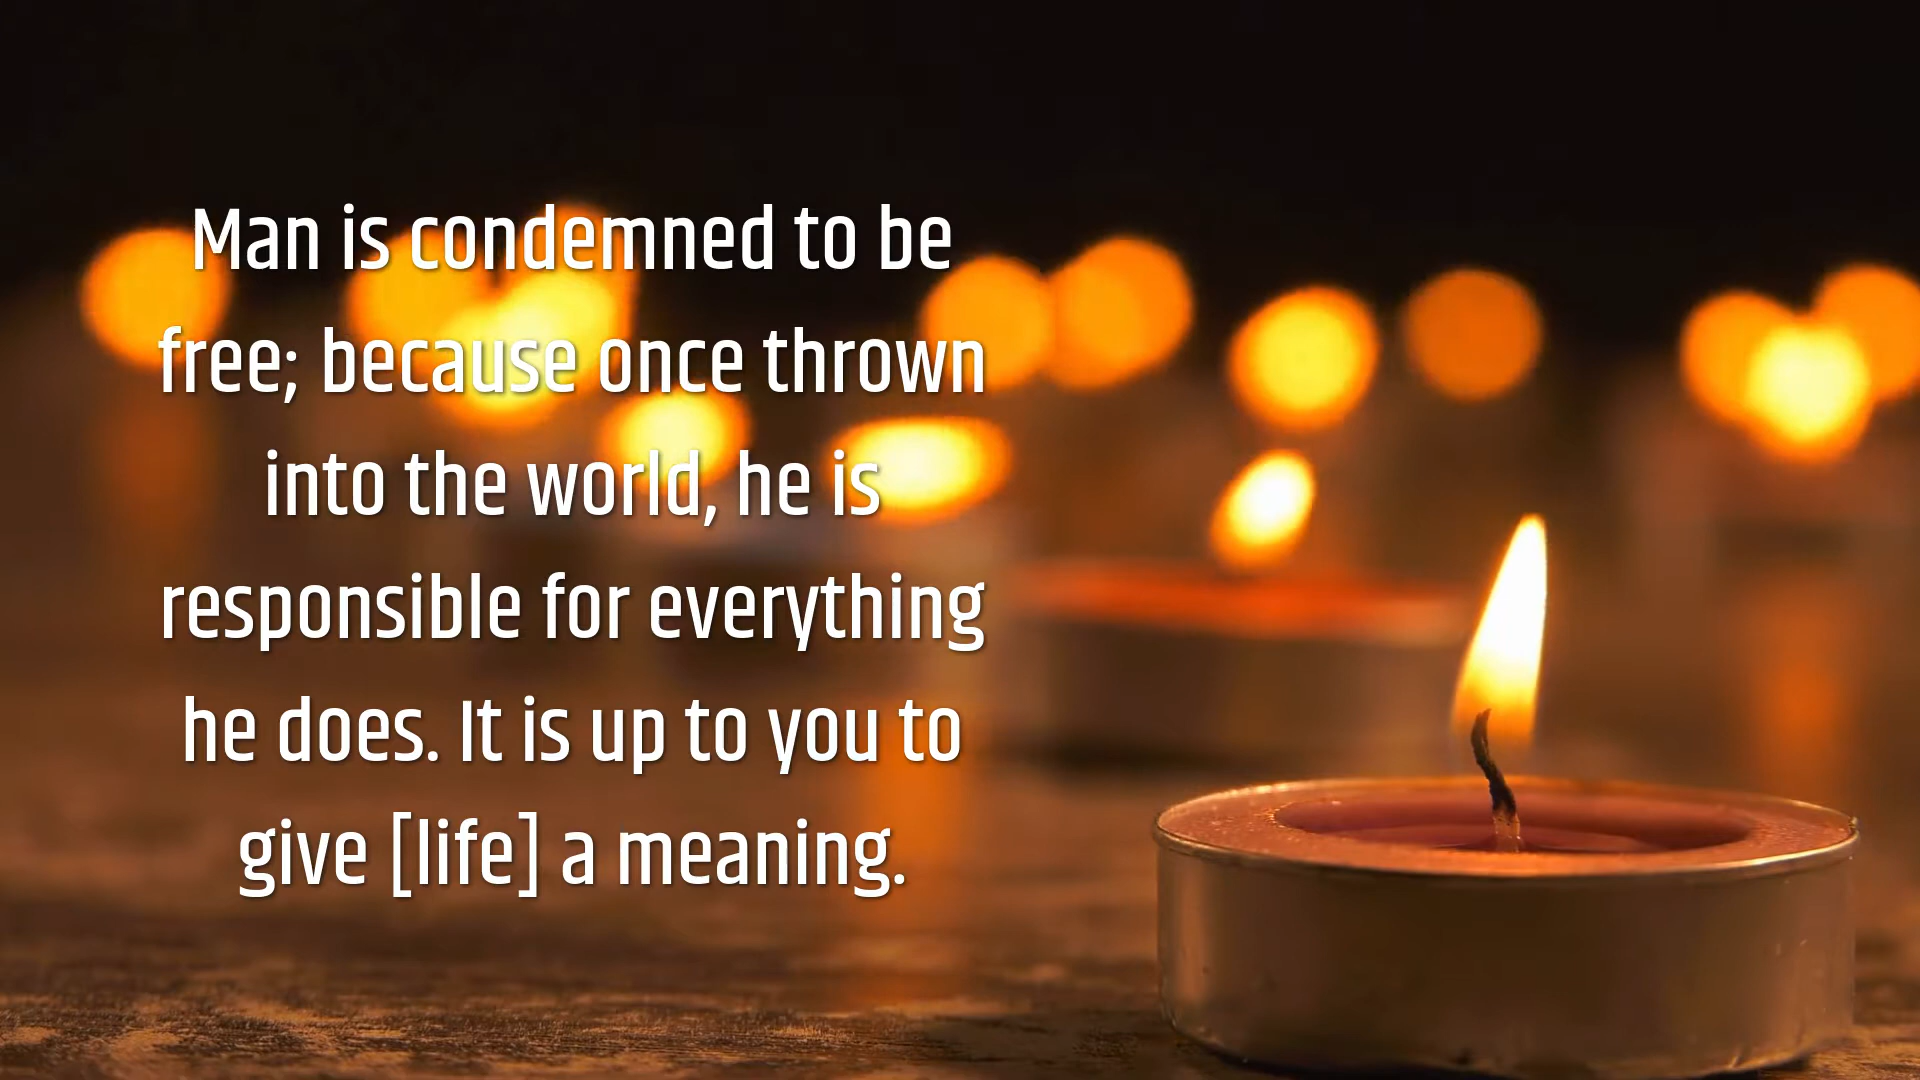 Man is condemned to be
free; because once thrown
into the world, he is
responsible for everything
he does. It is up to you to
give [life] a meaning.